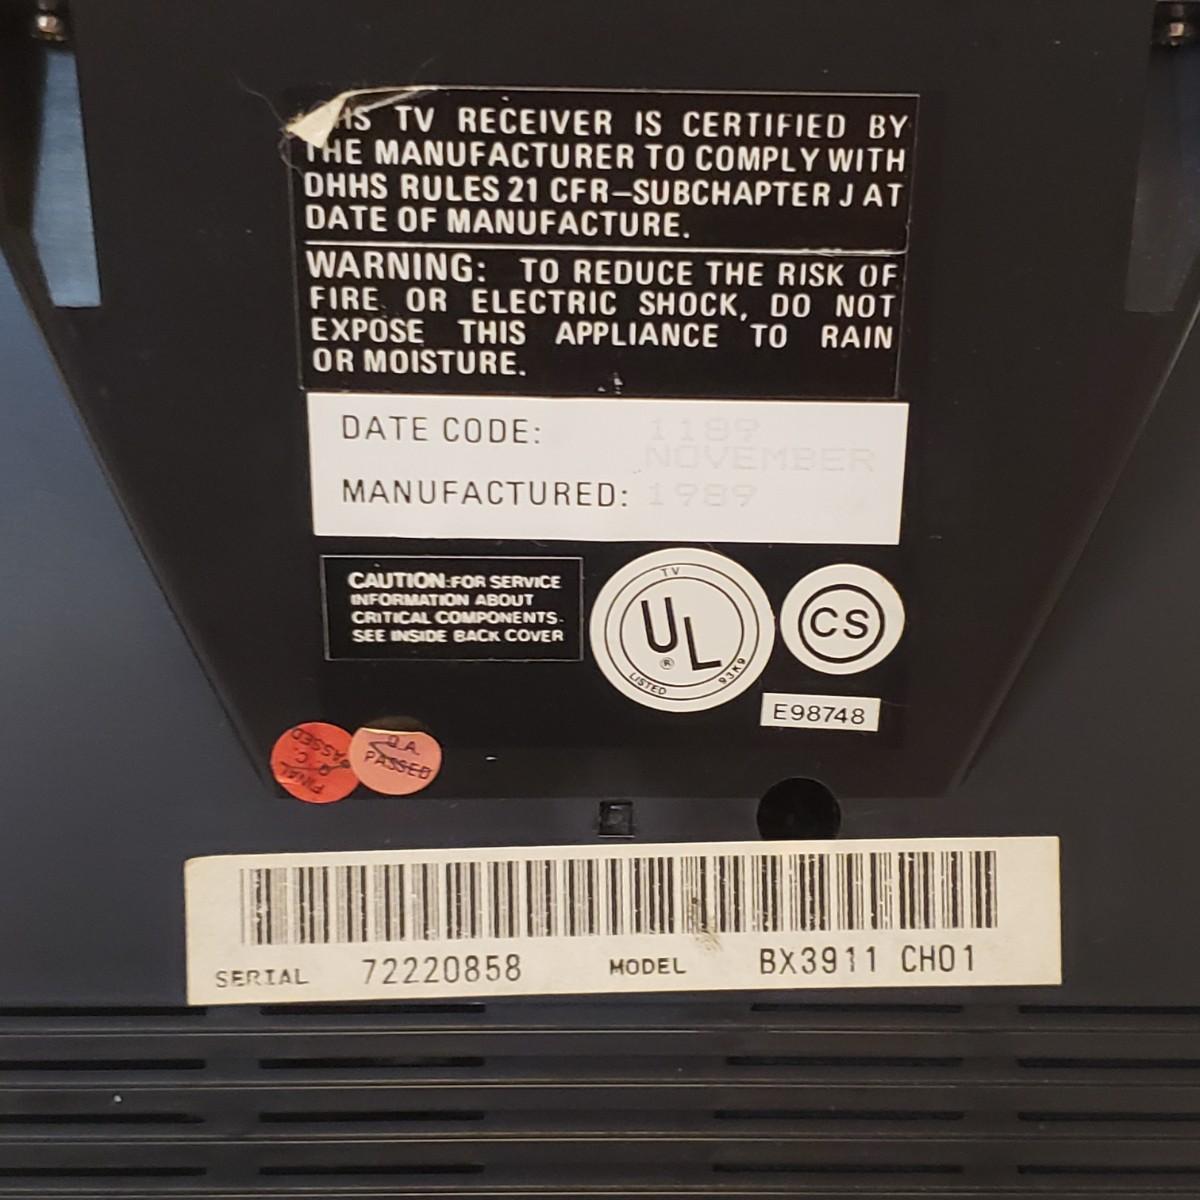 HIS TV RECEIVER IS CERTIFIED BY
THE MANUFACTURER TO COMPLY WITH
DHHS RULES 21 CFR-SUBCHAPTER J AT
DATE OF MANUFACTURE.
WARNING: TO REDUCE THE RISK OF
FIRE OR ELECTRIC SHOCK, DO NOT
EXPOSE THIS APPLIANCE TO RAIN
OR MOISTURE.
DATE CODE: 1189
NOVEMBER
MANUFACTURED: 1989
CAUTION:FOR SERVICE
INFORMATION ABOUT
CRITICAL COMPONENTS.
SEE INSIDE BACK COVER
TV
UL
®
LISTED 93K9
CS
E98748
FINAL
Q. C.
PASSED
Q.A.
PASSED
SERIAL 72220858 MODEL BX3911 CH01